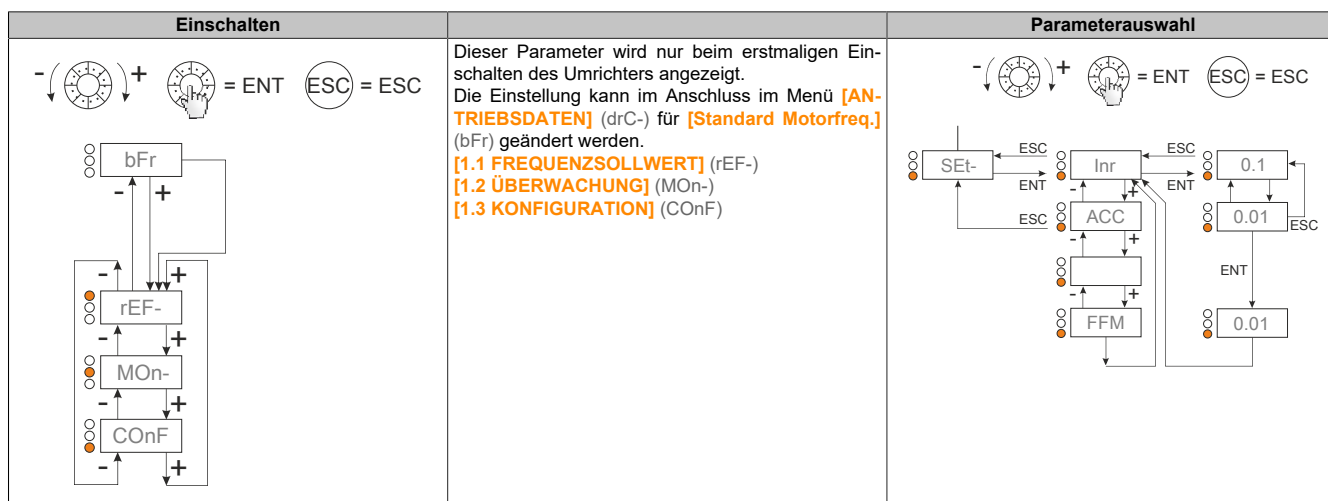 Einschalten
Parameterauswahl
- + = ENT ESC = ESC
bFr
- +
- +
rEF-
- +
MOn-
- +
COnF
- +
Dieser Parameter wird nur beim erstmaligen Ein-
schalten des Umrichters angezeigt.
Die Einstellung kann im Anschluss im Menü [AN-
TRIEBSDATEN] (drC-) für [Standard Motorfreq.]
(bFr) geändert werden.
[1.1 FREQUENZSOLLWERT] (rEF-)
[1.2 ÜBERWACHUNG] (MOn-)
[1.3 KONFIGURATION] (COnF)
- + = ENT ESC = ESC
ESC ESC
SEt- Inr 0.1
ENT ENT
- +
ESC ACC 0.01 ESC
- +
ENT
- +
FFM 0.01